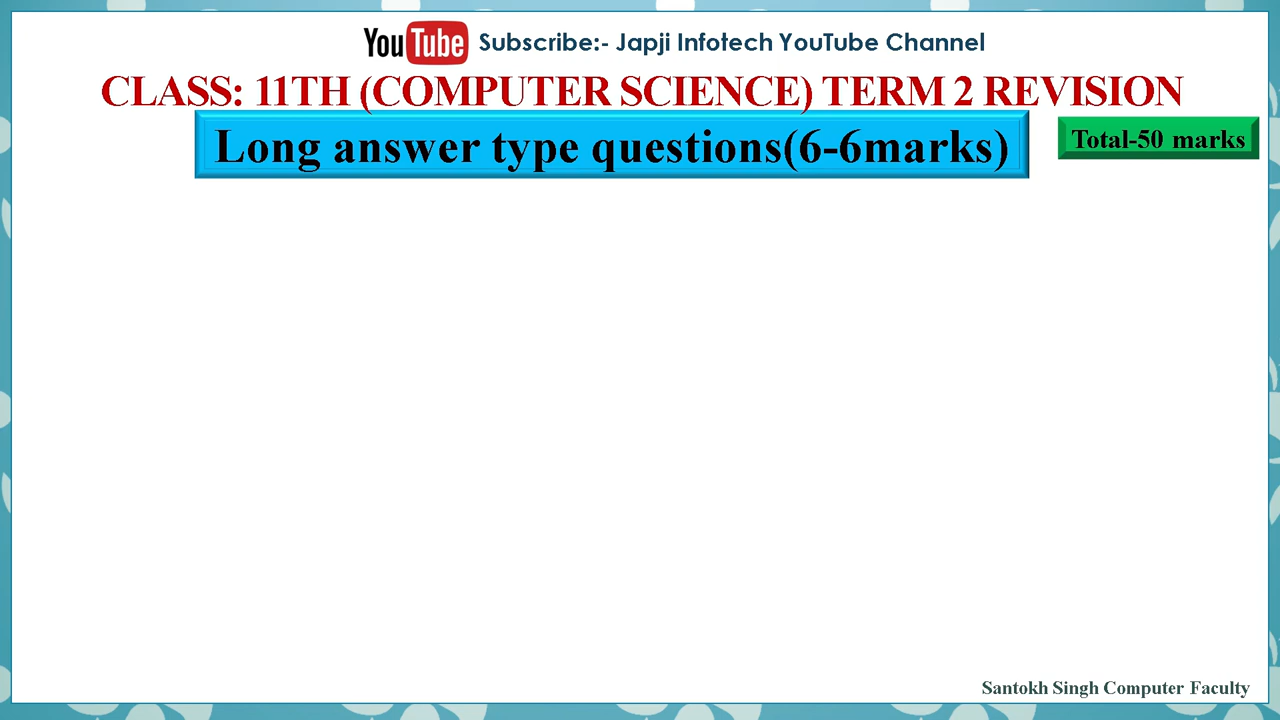 YouTube Subscribe:- Japji Infotech YouTube Channel
CLASS: 11TH (COMPUTER SCIENCE) TERM 2 REVISION
Long answer type questions(6-6marks)
Total-50 marks
Santokh Singh Computer Faculty